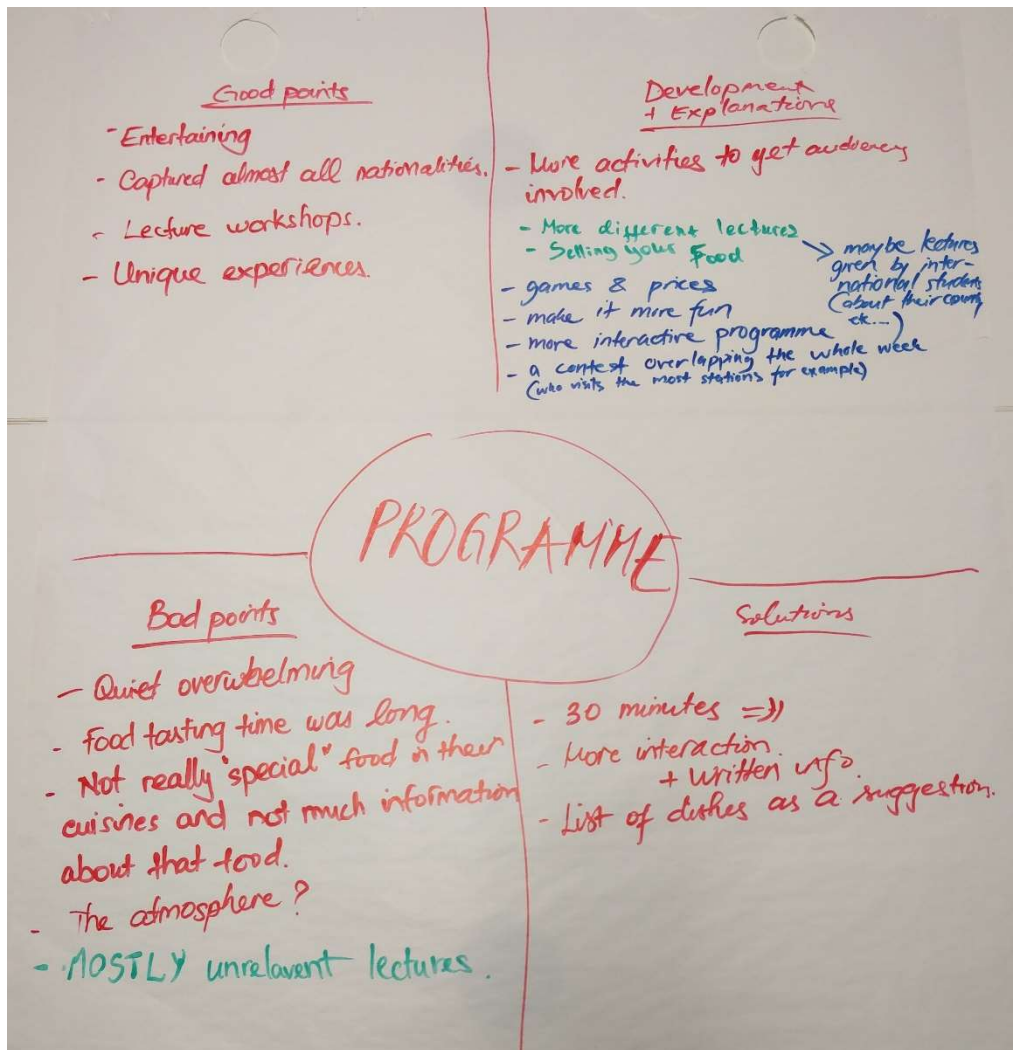 Good points
- Entertaining
- Captured almost all nationalities.
- Lecture workshops.
- Unique experiences.
Development
+ Explanations
- More activities to get audiency
involved.
- More different lectures
- Selling your Food
maybe lectures
given by inter-
national students
(about their country
etc...)
- games & prices
- make it more fun
- more interactive programme
- a contest overlapping the whole week
(who visits the most stations for example)
PROGRAMME
Bad points
- Quiet overwhelming
- Food tasting time was long.
- Not really "special" food in their
cuisines and not much information
about that food.
- The atmosphere?
- MOSTLY unrelavent lectures.
Solutions
- 30 minutes =»
- More interaction.
+ written info.
- List of dishes as a suggestion.